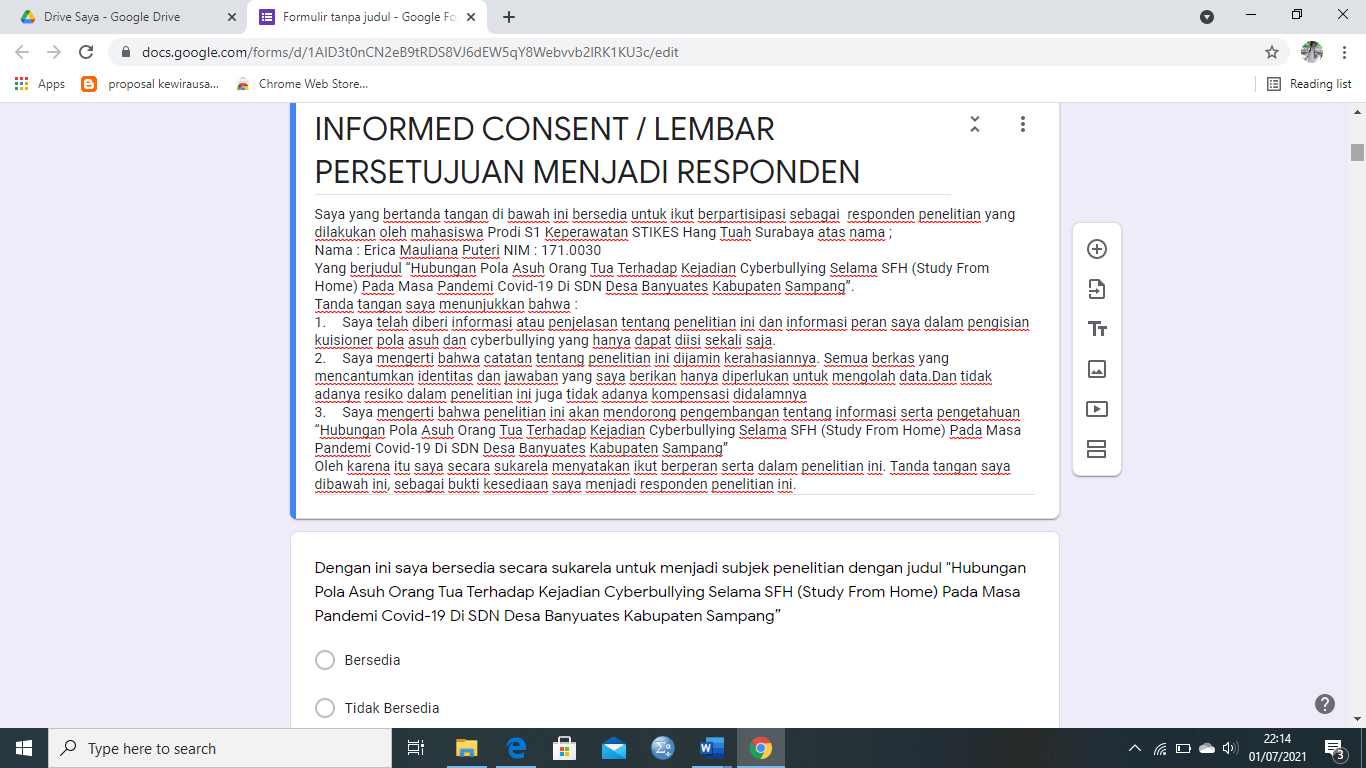 Drive Saya - Google Drive
Formulir tanpa judul - Google Fo
docs.google.com/forms/d/1AID3t0nCN2eB9tRDS8VJ6dEW5qY8Webvvb2lRK1KU3c/edit
Apps
proposal kewirausa...
Chrome Web Store...
Reading list
INFORMED CONSENT / LEMBAR
PERSETUJUAN MENJADI RESPONDEN
Saya yang bertanda tangan di bawah ini bersedia untuk ikut berpartisipasi sebagai  responden penelitian yang
dilakukan oleh mahasiswa Prodi S1 Keperawatan STIKES Hang Tuah Surabaya atas nama ;
Nama : Erica Mauliana Puteri NIM : 171.0030
Yang berjudul “Hubungan Pola Asuh Orang Tua Terhadap Kejadian Cyberbullying Selama SFH (Study From
Home) Pada Masa Pandemi Covid-19 Di SDN Desa Banyuates Kabupaten Sampang”.
Tanda tangan saya menunjukkan bahwa :
1. Saya telah diberi informasi atau penjelasan tentang penelitian ini dan informasi peran saya dalam pengisian
kuisioner pola asuh dan cyberbullying yang hanya dapat diisi sekali saja.
2. Saya mengerti bahwa catatan tentang penelitian ini dijamin kerahasiannya. Semua berkas yang
mencantumkan identitas dan jawaban yang saya berikan hanya diperlukan untuk mengolah data.Dan tidak
adanya resiko dalam penelitian ini juga tidak adanya kompensasi didalamnya
3. Saya mengerti bahwa penelitian ini akan mendorong pengembangan tentang informasi serta pengetahuan
“Hubungan Pola Asuh Orang Tua Terhadap Kejadian Cyberbullying Selama SFH (Study From Home) Pada Masa
Pandemi Covid-19 Di SDN Desa Banyuates Kabupaten Sampang”
Oleh karena itu saya secara sukarela menyatakan ikut berperan serta dalam penelitian ini. Tanda tangan saya
dibawah ini, sebagai bukti kesediaan saya menjadi responden penelitian ini.
Dengan ini saya bersedia secara sukarela untuk menjadi subjek penelitian dengan judul "Hubungan
Pola Asuh Orang Tua Terhadap Kejadian Cyberbullying Selama SFH (Study From Home) Pada Masa
Pandemi Covid-19 Di SDN Desa Banyuates Kabupaten Sampang”
Bersedia
Tidak Bersedia
Type here to search
22:14
01/07/2021
3